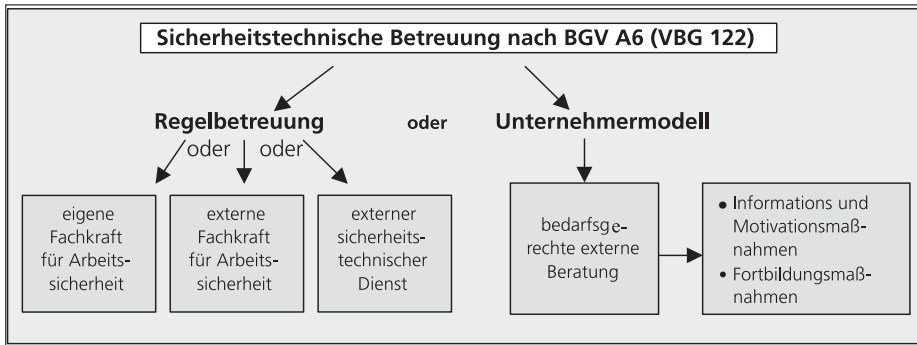 Sicherheitstechnische Betreuung nach BGV A6 (VBG 122)
Regelbetreuung oder Unternehmermodell
oder oder
eigene
Fachkraft
für Arbeits-
sicherheit
externe
Fachkraft
für Arbeits-
sicherheit
externer
sicherheits-
technischer
Dienst
bedarfsge-
rechte externe
Beratung
• Informations und
Motivationsmaß-
nahmen
• Fortbildungsmaß-
nahmen